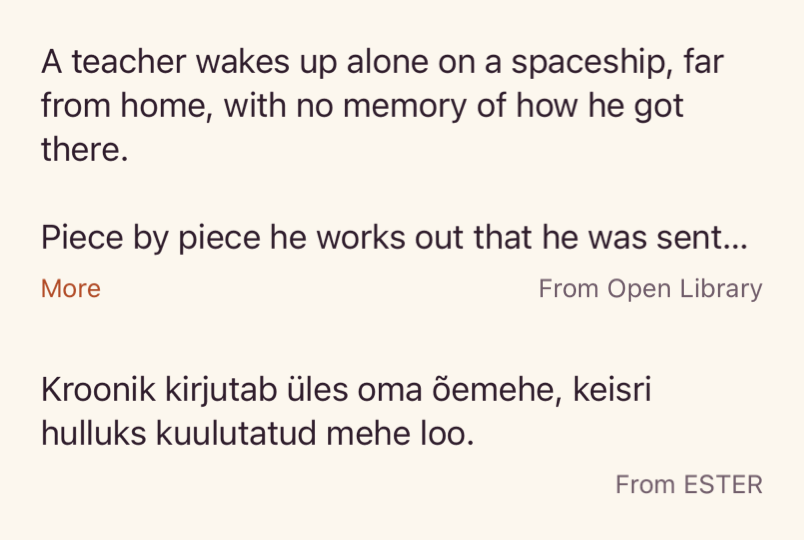 A teacher wakes up alone on a spaceship, far
from home, with no memory of how he got
there.
Piece by piece he works out that he was sent...
More
From Open Library
Kroonik kirjutab üles oma õemehe, keisri
hulluks kuulutatud mehe loo.
From ESTER